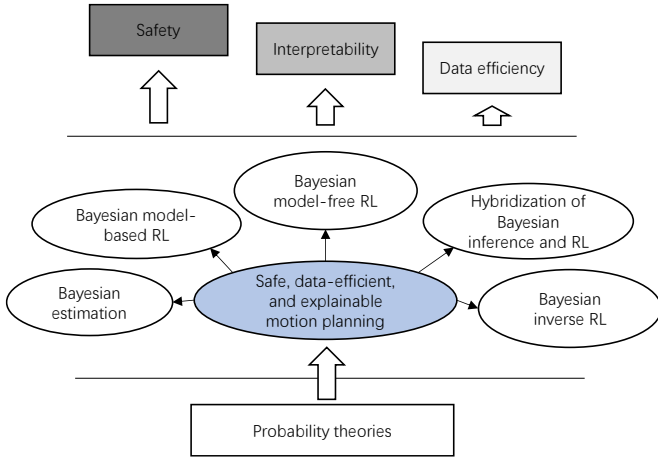 Safety
Interpretability
Data efficiency
Bayesian
model-free RL
Bayesian model-
based RL
Hybridization of
Bayesian
inference and RL
Bayesian
estimation
Safe, data-efficient,
and explainable
motion planning
Bayesian
inverse RL
Probability theories